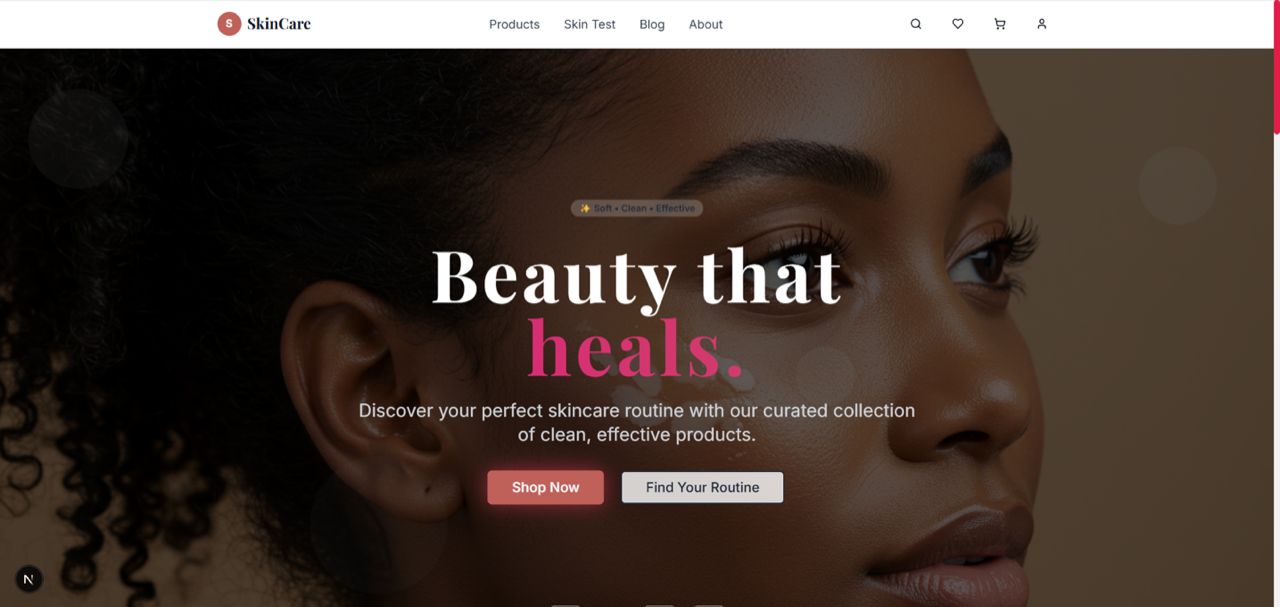 S SkinCare
Products Skin Test Blog About
✨ Soft • Clean • Effective
Beauty that
heals.
Discover your perfect skincare routine with our curated collection
of clean, effective products.
Shop Now Find Your Routine
N